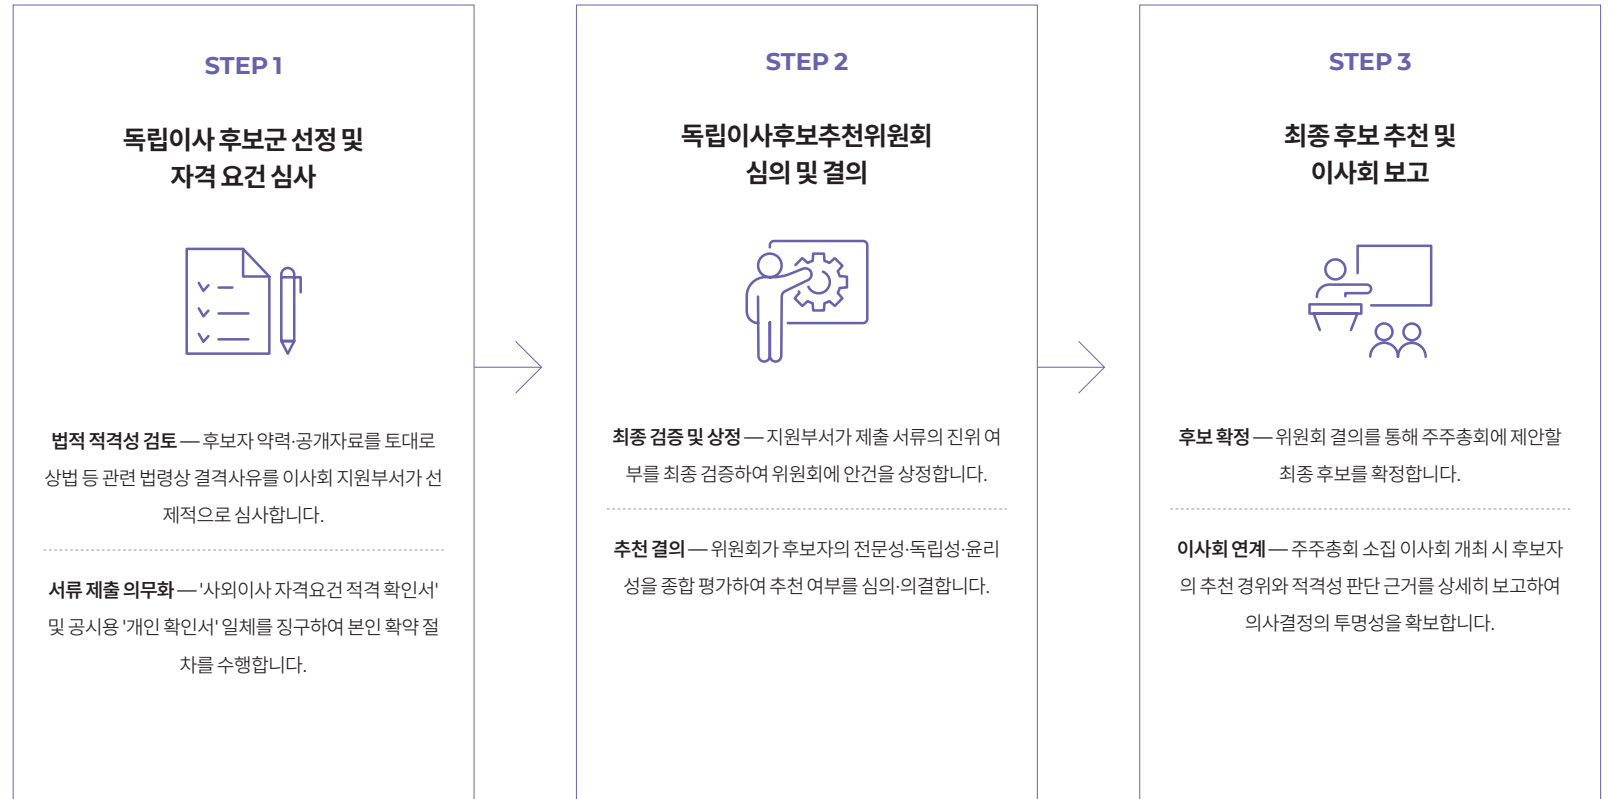 STEP 1
독립이사 후보군 선정 및
자격 요건 심사
법적 적격성 검토 — 후보자 약력·공개자료를 토대로
상법 등 관련 법령상 결격사유를 이사회 지원부서가 선
제적으로 심사합니다.
서류 제출 의무화 — '사외이사 자격요건 적격 확인서'
및 공시용 '개인 확인서' 일체를 징구하여 본인 확약 절
차를 수행합니다.
STEP 2
독립이사후보추천위원회
심의 및 결의
최종 검증 및 상정 — 지원부서가 제출 서류의 진위 여
부를 최종 검증하여 위원회에 안건을 상정합니다.
추천 결의 — 위원회가 후보자의 전문성·독립성·윤리
성을 종합 평가하여 추천 여부를 심의·의결합니다.
STEP 3
최종 후보 추천 및
이사회 보고
후보 확정 — 위원회 결의를 통해 주주총회에 제안할
최종 후보를 확정합니다.
이사회 연계 — 주주총회 소집 이사회 개최 시 후보자
의 추천 경위와 적격성 판단 근거를 상세히 보고하여
의사결정의 투명성을 확보합니다.